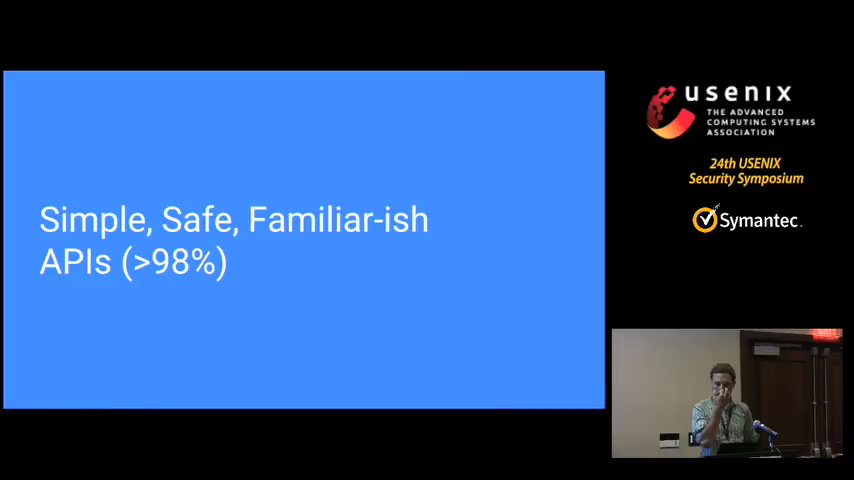 Simple, Safe, Familiar-ish
APIs (>98%)
usenix
THE ADVANCED
COMPUTING SYSTEMS
ASSOCIATION
24th USENIX
Security Symposium
Symantec.